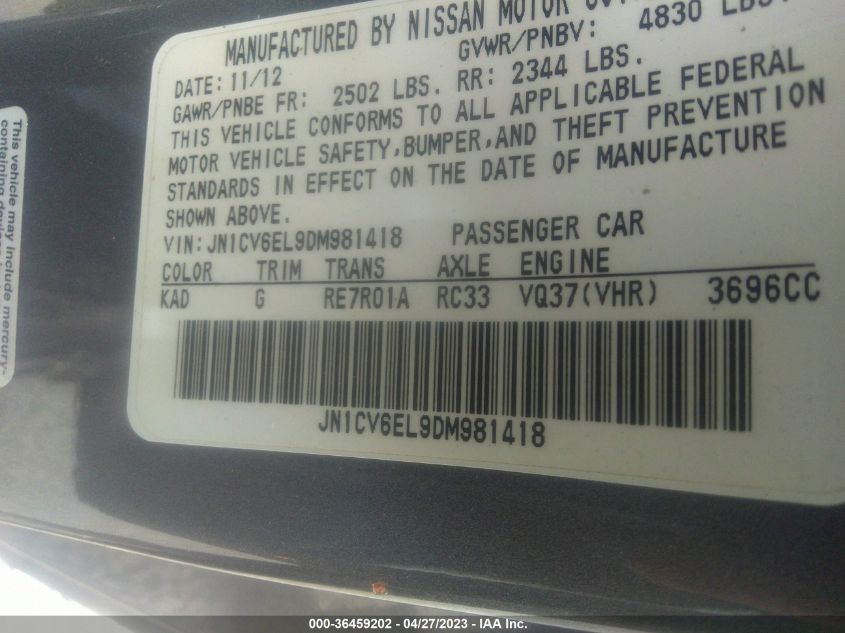 MANUFACTURED BY NISSAN MOTOR
GVWR/PNBV: 4830 LBS.
DATE: 11/12
GAWR/PNBE FR: 2502 LBS. RR: 2344 LBS.
THIS VEHICLE CONFORMS TO ALL APPLICABLE FEDERAL
MOTOR VEHICLE SAFETY,BUMPER,AND THEFT PREVENTION
STANDARDS IN EFFECT ON THE DATE OF MANUFACTURE
SHOWN ABOVE.
VIN: JN1CV6EL9DM981418 PASSENGER CAR
COLOR TRIM TRANS AXLE ENGINE
KAD G RE7R01A RC33 VQ37(VHR) 3696CC
JN1CV6EL9DM981418
This vehicle may include mercury-
containing devices
000-36459202 - 04/27/2023 - IAA Inc.